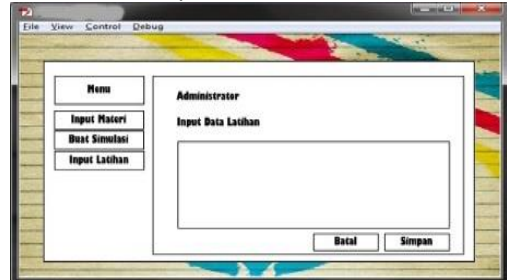 File View Control Debug
Menu
Input Materi
Buat Simulasi
Input Latihan
Administrator
Input Data Latihan
Batal Simpan